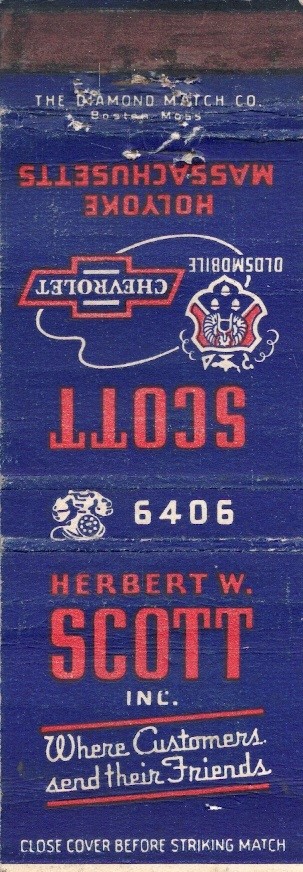 THE DIAMOND MATCH CO.
Boston Mass
HOLYOKE
MASSACHUSETTS
OLDSMOBILE
CHEVROLET
SCOTT
6406
HERBERT W.
SCOTT
INC.
Where Customers
send their Friends
CLOSE COVER BEFORE STRIKING MATCH